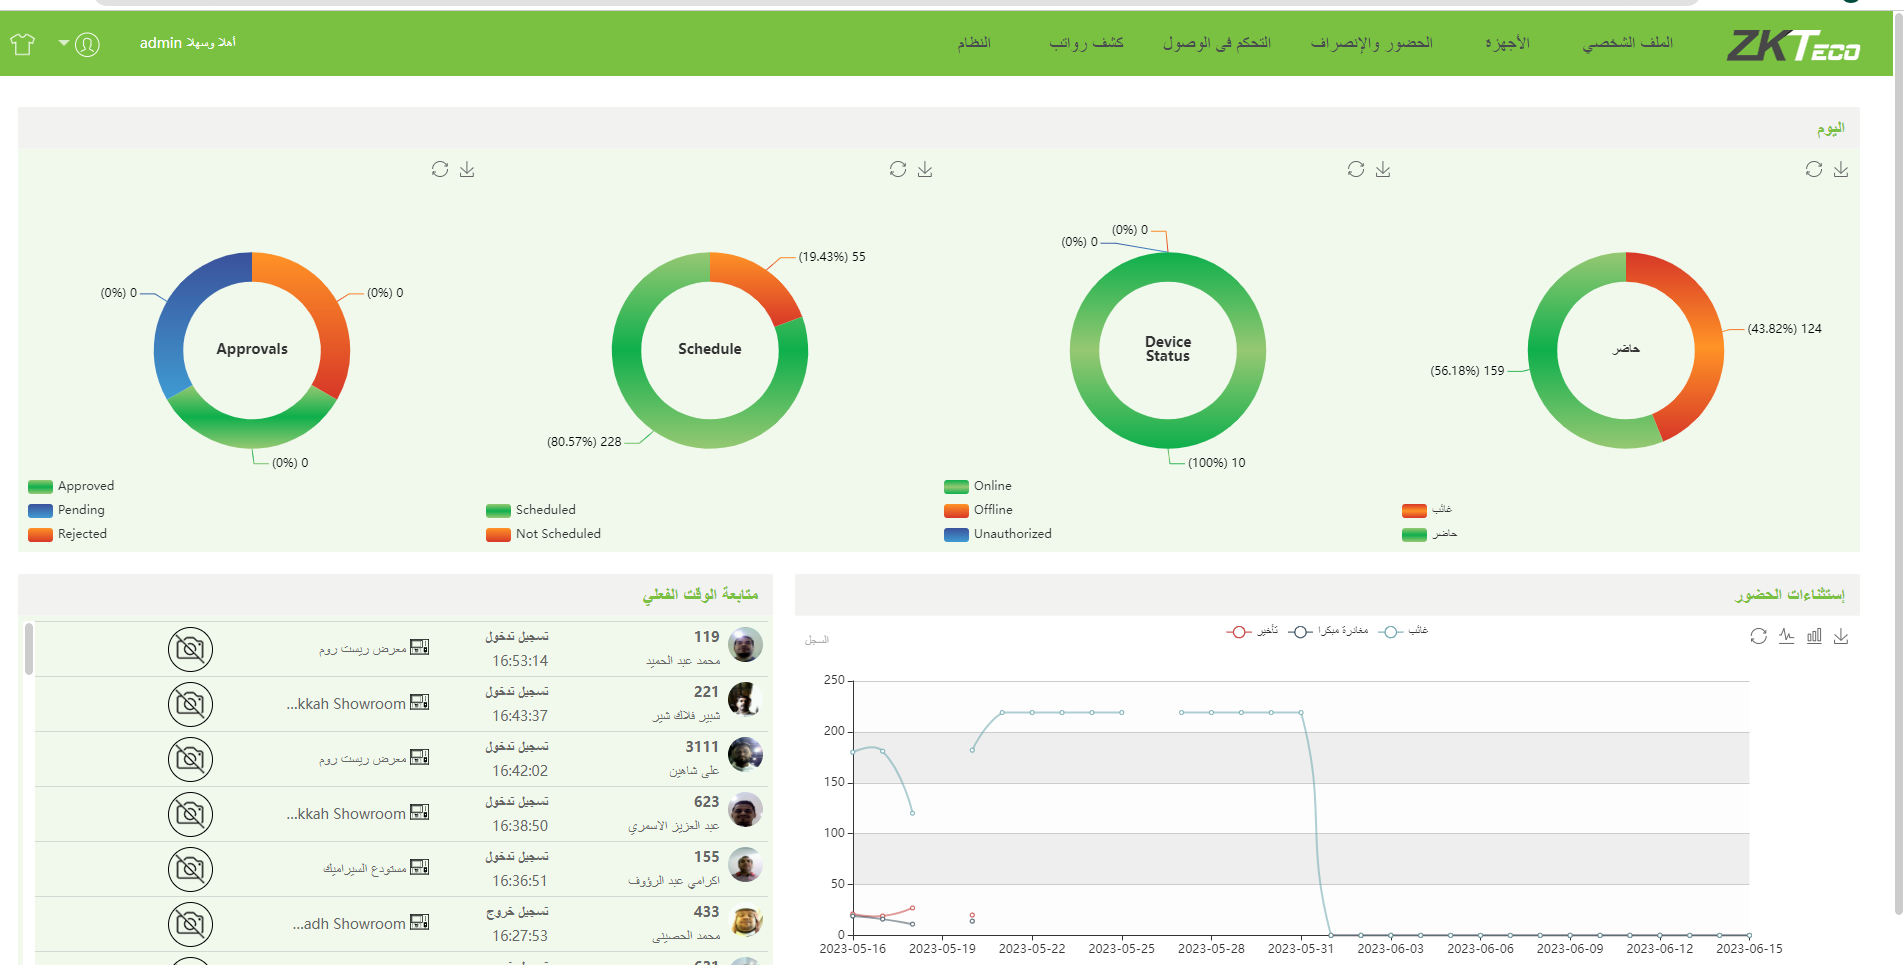 ZKTeco
الملف الشخصي
الأجهزة
الحضور والإنصراف
التحكم في الوصول
كشف رواتب
النظام
أهلا وسهلا admin
اليوم
(0%) 0
(0%) 0
Approvals
(0%) 0
Approved
Pending
Rejected
(19.43%) 55
Schedule
(80.57%) 228
Scheduled
Not Scheduled
(0%) 0
(0%) 0
Device
Status
(100%) 10
Online
Offline
Unauthorized
(43.82%) 124
حاضر
(56.18%) 159
غائب
حاضر
متابعة الوقت الفعلي
119
تسجيل تدخول
معرض ريست روم
محمد عبد الحميد
16:53:14
221
تسجيل تدخول
...kkah Showroom
شبير فلاك شير
16:43:37
3111
تسجيل تدخول
معرض ريست روم
على شاهين
16:42:02
623
تسجيل تدخول
...kkah Showroom
عبد العزيز الاسمري
16:38:50
155
تسجيل تدخول
مستودع السيراميك
اكرامي عبد الرؤوف
16:36:51
433
تسجيل خروج
...adh Showroom
محمد الحصينى
16:27:53
إستثناءات الحضور
السجل
تأخير
مغادرة مبكرا
غائب
250
200
150
100
50
0
2023-05-16
2023-05-19
2023-05-22
2023-05-25
2023-05-28
2023-05-31
2023-06-03
2023-06-06
2023-06-09
2023-06-12
2023-06-15